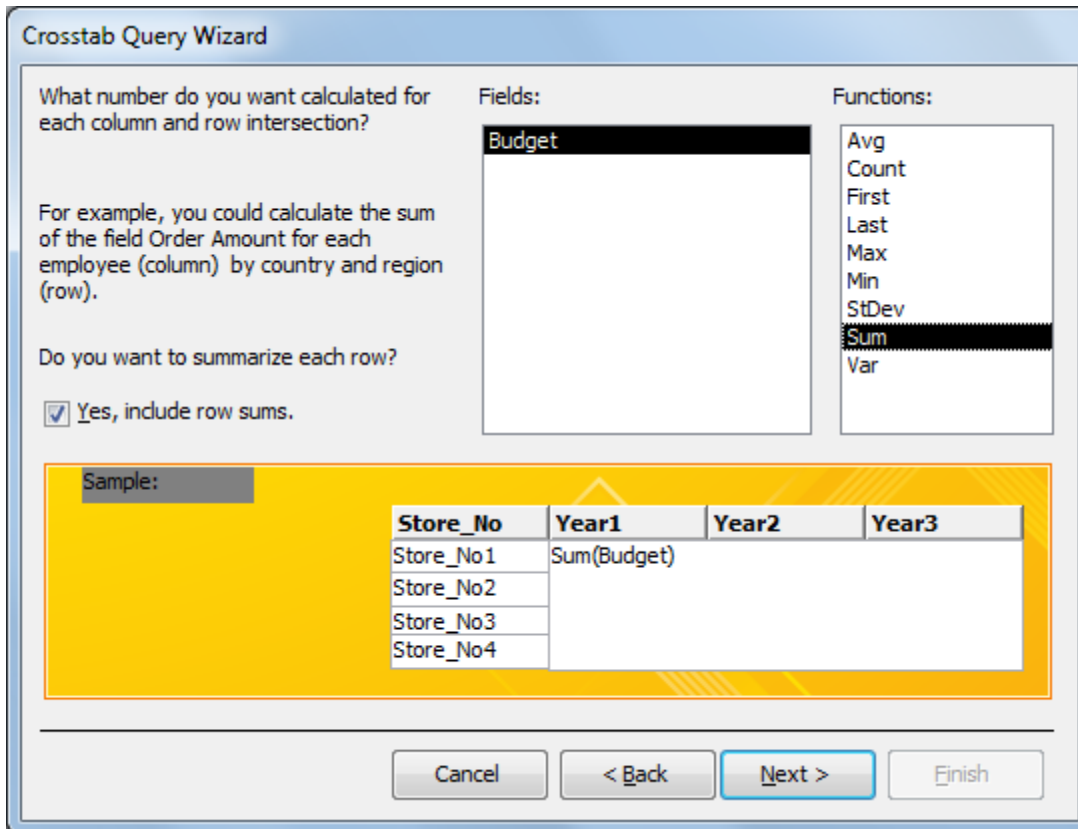 Crosstab Query Wizard
What number do you want calculated for
each column and row intersection?
For example, you could calculate the sum
of the field Order Amount for each
employee (column)  by country and region
(row).
Do you want to summarize each row?
Yes, include row sums.
Fields:
Budget
Functions:
Avg
Count
First
Last
Max
Min
StDev
Sum
Var
Sample:
Store_No Year1 Year2 Year3
Store_No1 Sum(Budget)
Store_No2
Store_No3
Store_No4
Cancel < Back Next > Finish